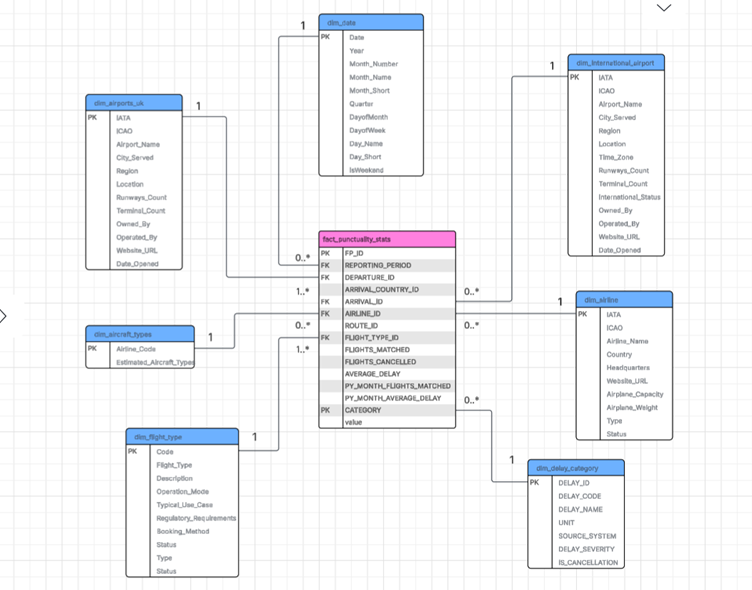 dim_date
PK Date
Year
Month_Number
Month_Name
Month_Short
Quarter
DayofMonth
DayofWeek
Day_Name
Day_Short
IsWeekend
1
dim_international_airport
PK IATA
ICAO
Airport_Name
City_Served
Region
Location
Time_Zone
Runways_Count
Terminal_Count
International_Status
Owned_By
Operated_By
Website_URL
Date_Opened
1
dim_airports_uk
PK IATA
ICAO
Airport_Name
City_Served
Region
Location
Runways_Count
Terminal_Count
Owned_By
Operated_By
Website_URL
Date_Opened
1
fact_punctuality_stats
PK FP_ID
FK REPORTING_PERIOD
FK DEPARTURE_ID
ARRIVAL_COUNTRY_ID
FK ARRIVAL_ID
FK AIRLINE_ID
ROUTE_ID
FK FLIGHT_TYPE_ID
FLIGHTS_MATCHED
FLIGHTS_CANCELLED
AVERAGE_DELAY
PY_MONTH_FLIGHTS_MATCHED
PY_MONTH_AVERAGE_DELAY
PK CATEGORY
value
0..*
1..*
0..*
1..*
0..*
0..*
0..*
dim_airline
PK IATA
ICAO
Airline_Name
Country
Headquarters
Website_URL
Airplane_Capacity
Airplane_Weight
Type
Status
1
dim_aircraft_types
PK Airline_Code
Estimated_Aircraft_Types
1
dim_flight_type
PK Code
Flight_Type
Description
Operation_Mode
Typical_Use_Case
Regulatory_Requirements
Booking_Method
Status
Type
Status
1
dim_delay_category
PK DELAY_ID
DELAY_CODE
DELAY_NAME
UNIT
SOURCE_SYSTEM
DELAY_SEVERITY
IS_CANCELLATION
1